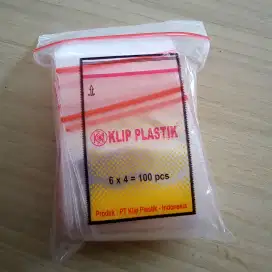 KLIP PLASTIK
6 x 4 = 100 pcs
Produk : PT Klip Plastik - Indonesia